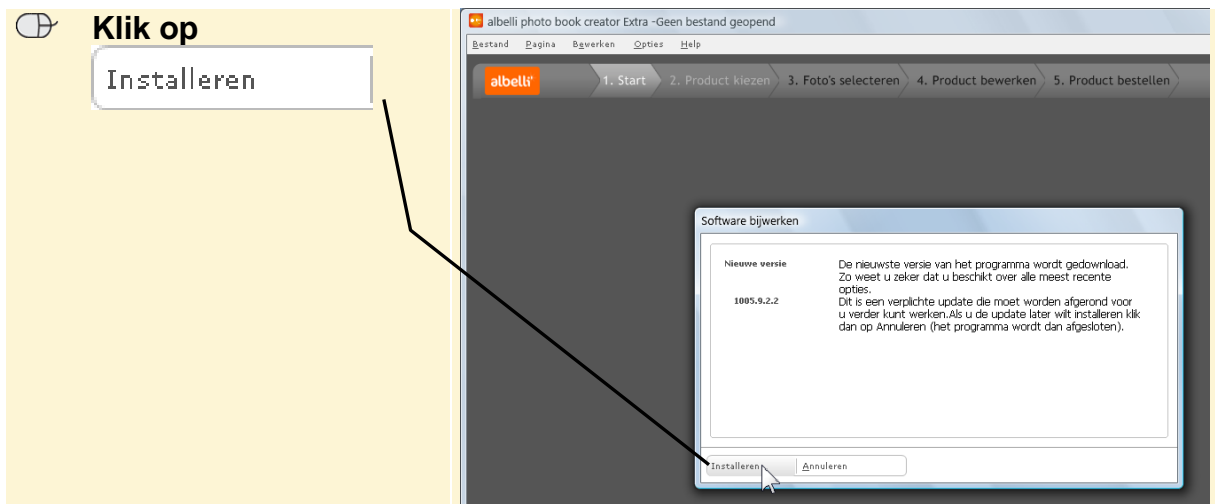 Klik op
Installeren
albelli photo book creator Extra -Geen bestand geopend
Bestand Pagina Bewerken Opties Help
albelli 1. Start 2. Product kiezen 3. Foto's selecteren 4. Product bewerken 5. Product bestellen
Software bijwerken
Nieuwe versie
De nieuwste versie van het programma wordt gedownload.
Zo weet u zeker dat u beschikt over alle meest recente
opties.
1005.9.2.2
Dit is een verplichte update die moet worden afgerond voor
u verder kunt werken.Als u de update later wilt installeren klik
dan op Annuleren (het programma wordt dan afgesloten).
Installeren Annuleren